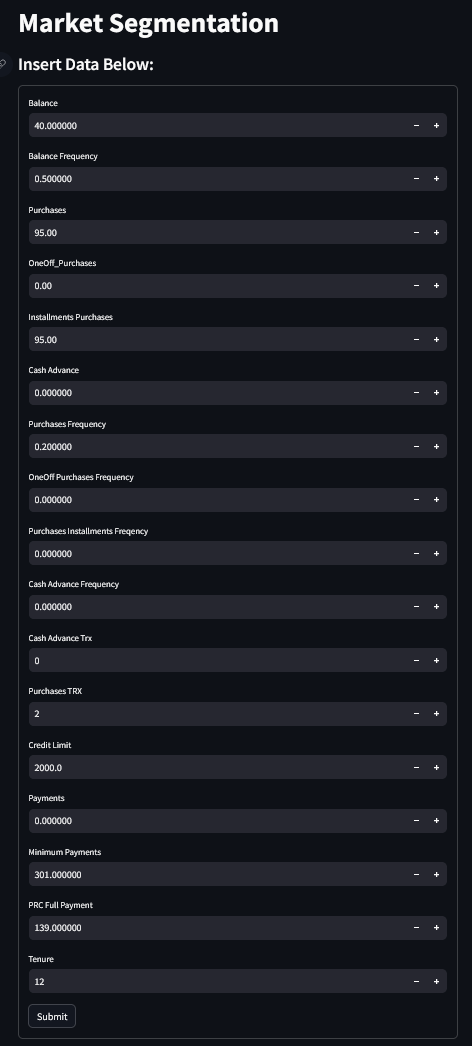 Market Segmentation
Insert Data Below:
Balance
40.000000 − +
Balance Frequency
0.500000 − +
Purchases
95.00 − +
OneOff_Purchases
0.00 − +
Installments Purchases
95.00 − +
Cash Advance
0.000000 − +
Purchases Frequency
0.200000 − +
OneOff Purchases Frequency
0.000000 − +
Purchases Installments Freqency
0.000000 − +
Cash Advance Frequency
0.000000 − +
Cash Advance Trx
0 − +
Purchases TRX
2 − +
Credit Limit
2000.0 − +
Payments
0.000000 − +
Minimum Payments
301.000000 − +
PRC Full Payment
139.000000 − +
Tenure
12 − +
Submit